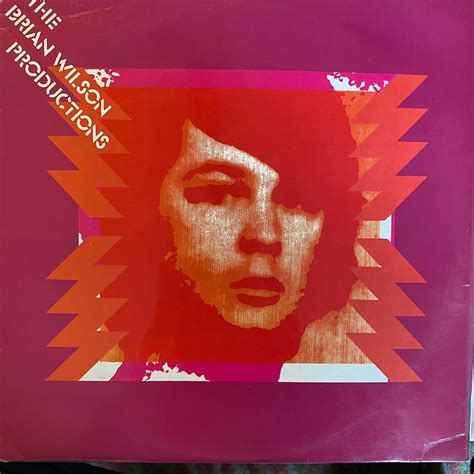 THE
BRIAN WILSON
PRODUCTIONS